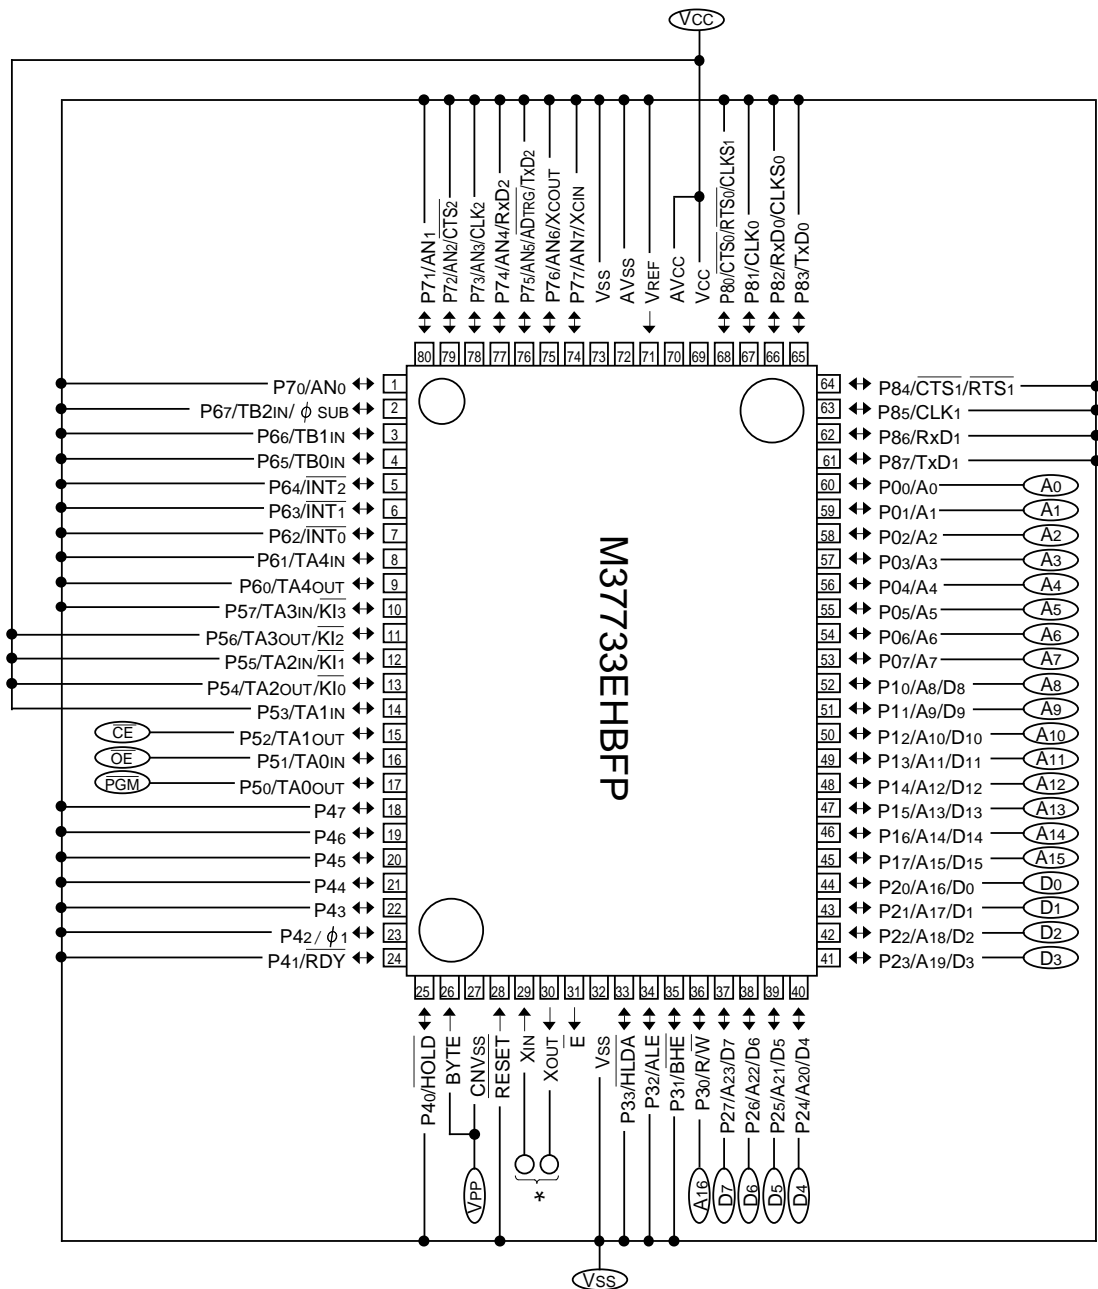 VCC
P71/AN1
P72/AN2/CTS2
P73/AN3/CLK2
P74/AN4/RxD2
P75/AN5/ADTRG/TxD2
P76/AN6/XCOUT
P77/AN7/XCIN
VSS
AVSS
VREF
AVCC
VCC
P80/CTS0/RTS0/CLKS1
P81/CLK0
P82/RxD0/CLKS0
P83/TxD0
80 79 78 77 76 75 74 73 72 71 70 69 68 67 66 65
P70/AN0 1
P67/TB2IN/ ϕ SUB 2
P66/TB1IN 3
P65/TB0IN 4
P64/INT2 5
P63/INT1 6
P62/INT0 7
P61/TA4IN 8
P60/TA4OUT 9
P57/TA3IN/KI3 10
P56/TA3OUT/KI2 11
P55/TA2IN/KI1 12
P54/TA2OUT/KI0 13
P53/TA1IN 14
CE P52/TA1OUT 15
OE P51/TA0IN 16
PGM P50/TA0OUT 17
P47 18
P46 19
P45 20
P44 21
P43 22
P42/ ϕ 1 23
P41/RDY 24
M37733EHBFP
64 P84/CTS1/RTS1
63 P85/CLK1
62 P86/RxD1
61 P87/TxD1
60 P00/A0 A0
59 P01/A1 A1
58 P02/A2 A2
57 P03/A3 A3
56 P04/A4 A4
55 P05/A5 A5
54 P06/A6 A6
53 P07/A7 A7
52 P10/A8/D8 A8
51 P11/A9/D9 A9
50 P12/A10/D10 A10
49 P13/A11/D11 A11
48 P14/A12/D12 A12
47 P15/A13/D13 A13
46 P16/A14/D14 A14
45 P17/A15/D15 A15
44 P20/A16/D0 D0
43 P21/A17/D1 D1
42 P22/A18/D2 D2
41 P23/A19/D3 D3
25 26 27 28 29 30 31 32 33 34 35 36 37 38 39 40
P40/HOLD
BYTE
CNVSS
RESET
XIN
XOUT
E
VSS
P33/HLDA
P32/ALE
P31/BHE
P30/R/W
P27/A23/D7
P26/A22/D6
P25/A21/D5
P24/A20/D4
VPP
*
A16
D7
D6
D5
D4
VSS